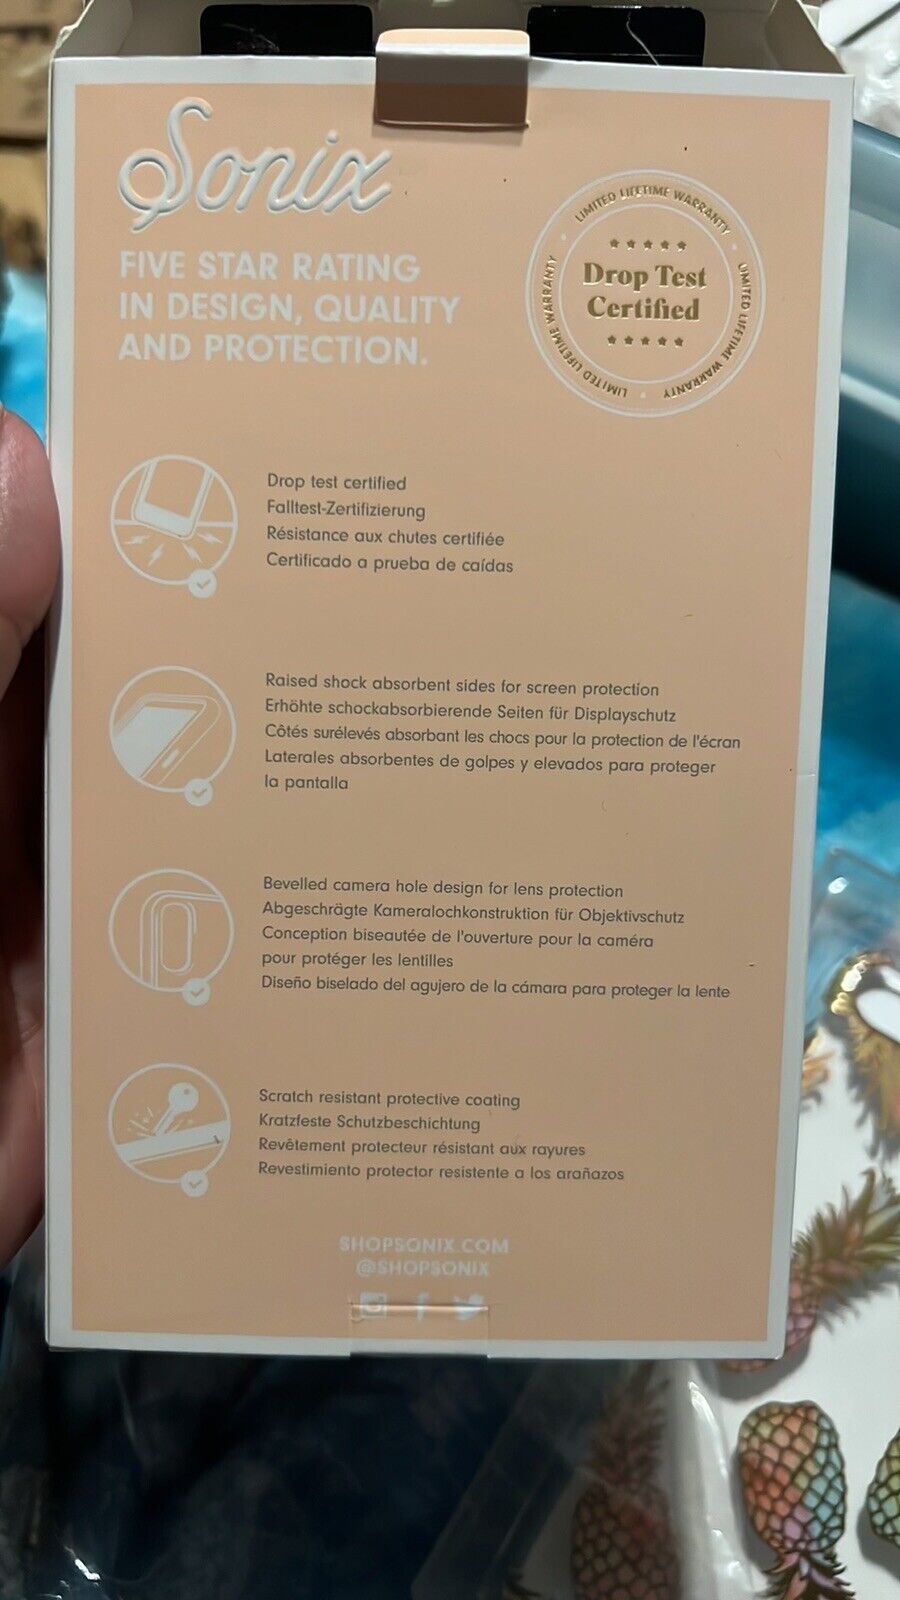 Sonix
FIVE STAR RATING
IN DESIGN, QUALITY
AND PROTECTION.
LIMITED LIFETIME WARRANTY
LIMITED LIFETIME WARRANTY
LIMITED LIFETIME WARRANTY
Drop Test
Certified
Drop test certified
Falltest-Zertifizierung
Résistance aux chutes certifiée
Certificado a prueba de caídas
Raised shock absorbent sides for screen protection
Erhöhte schockabsorbierende Seiten für Displayschutz
Côtés surélevés absorbant les chocs pour la protection de l'écran
Laterales absorbentes de golpes y elevados para proteger
la pantalla
Bevelled camera hole design for lens protection
Abgeschrägte Kameralochkonstruktion für Objektivschutz
Conception biseautée de l'ouverture pour la caméra
pour protéger les lentilles
Diseño biselado del agujero de la cámara para proteger la lente
Scratch resistant protective coating
Kratzfeste Schutzbeschichtung
Revêtement protecteur résistant aux rayures
Revestimiento protector resistente a los arañazos
SHOPSONIX.COM
@SHOPSONIX